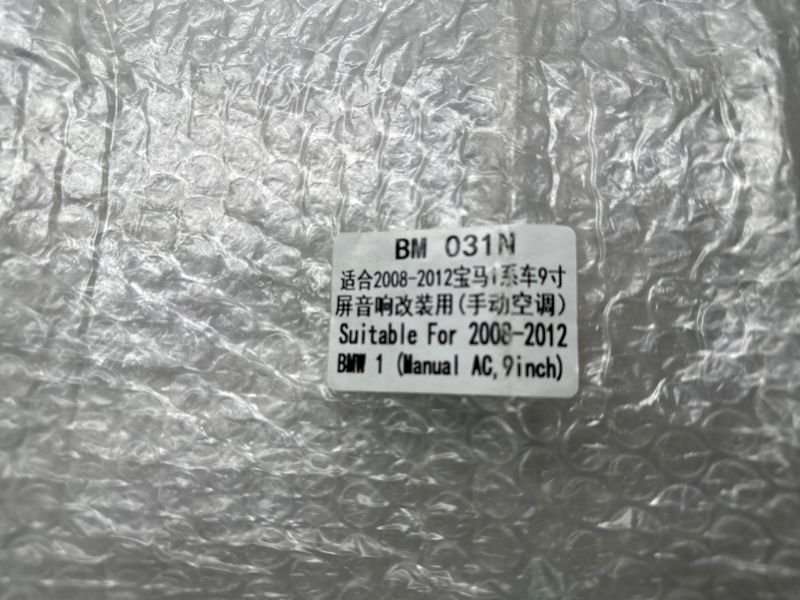 BM 031N
适合2008-2012宝马1系车9寸
屏音响改装用(手动空调)
Suitable For 2008-2012
BMW 1 (Manual AC,9inch)